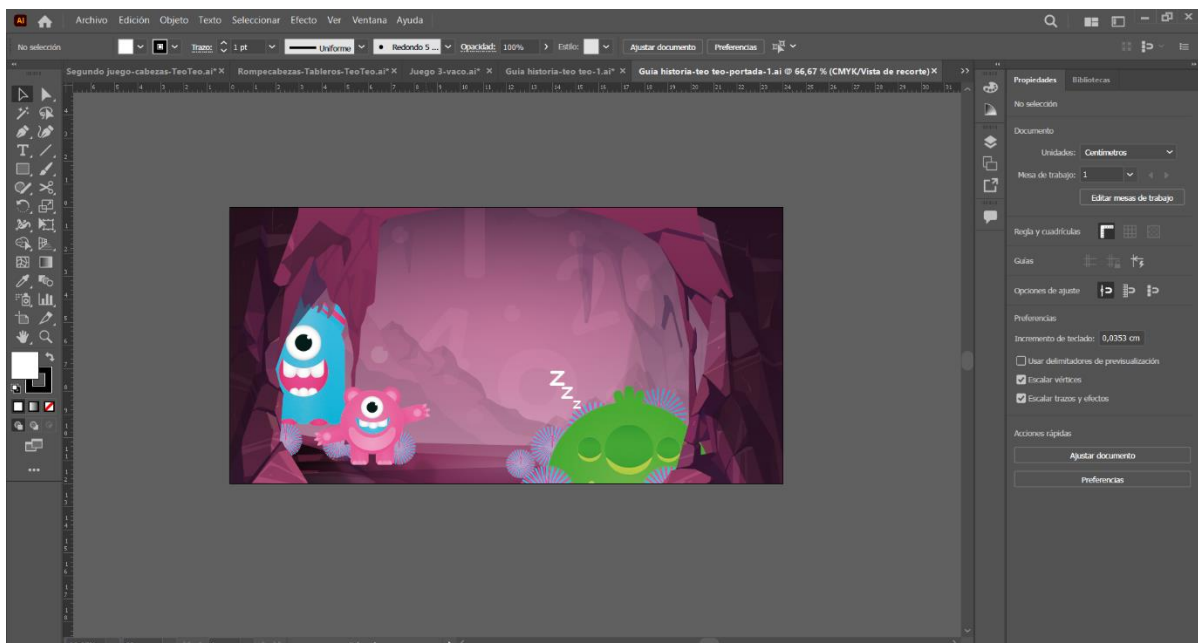 Ai Archivo Edición Objeto Texto Seleccionar Efecto Ver Ventana Ayuda
No selección Trazo: 1 pt Uniforme Redondo 5 ... Opacidad: 100% Estilo: Ajustar documento Preferencias
Segundo juego-cabezas-TeoTeo.ai* × Rompecabezas-Tableros-TeoTeo.ai* × Juego 3-vaco.ai* × Guia historia-teo teo-1.ai* × Guia historia-teo teo-portada-1.ai @ 66,67 % (CMYK/Vista de recorte) ×
Propiedades Bibliotecas
No selección
Documento
Unidades: Centímetros
Mesa de trabajo: 1
Editar mesas de trabajo
Regla y cuadrículas
Guías
Opciones de ajuste
Preferencias
Incremento de teclado: 0,0353 cm
Usar delimitadores de previsualización
Escalar vértices
Escalar trazos y efectos
Acciones rápidas
Ajustar documento
Preferencias
Z
Z
Z